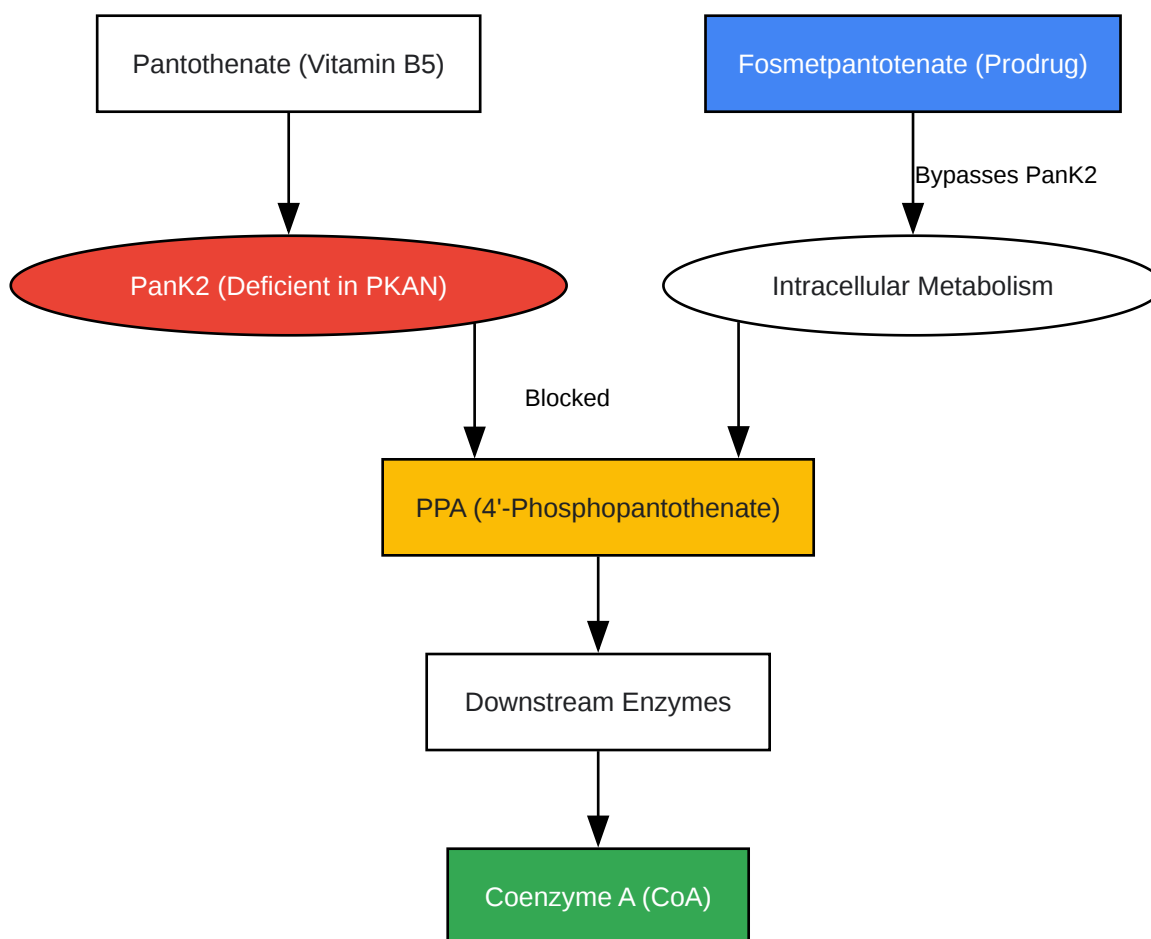 Pantothenate (Vitamin B5)
Fosmetpantotenate (Prodrug)
Bypasses PanK2
PanK2 (Deficient in PKAN)
Intracellular Metabolism
Blocked
PPA (4'-Phosphopantothenate)
Downstream Enzymes
Coenzyme A (CoA)